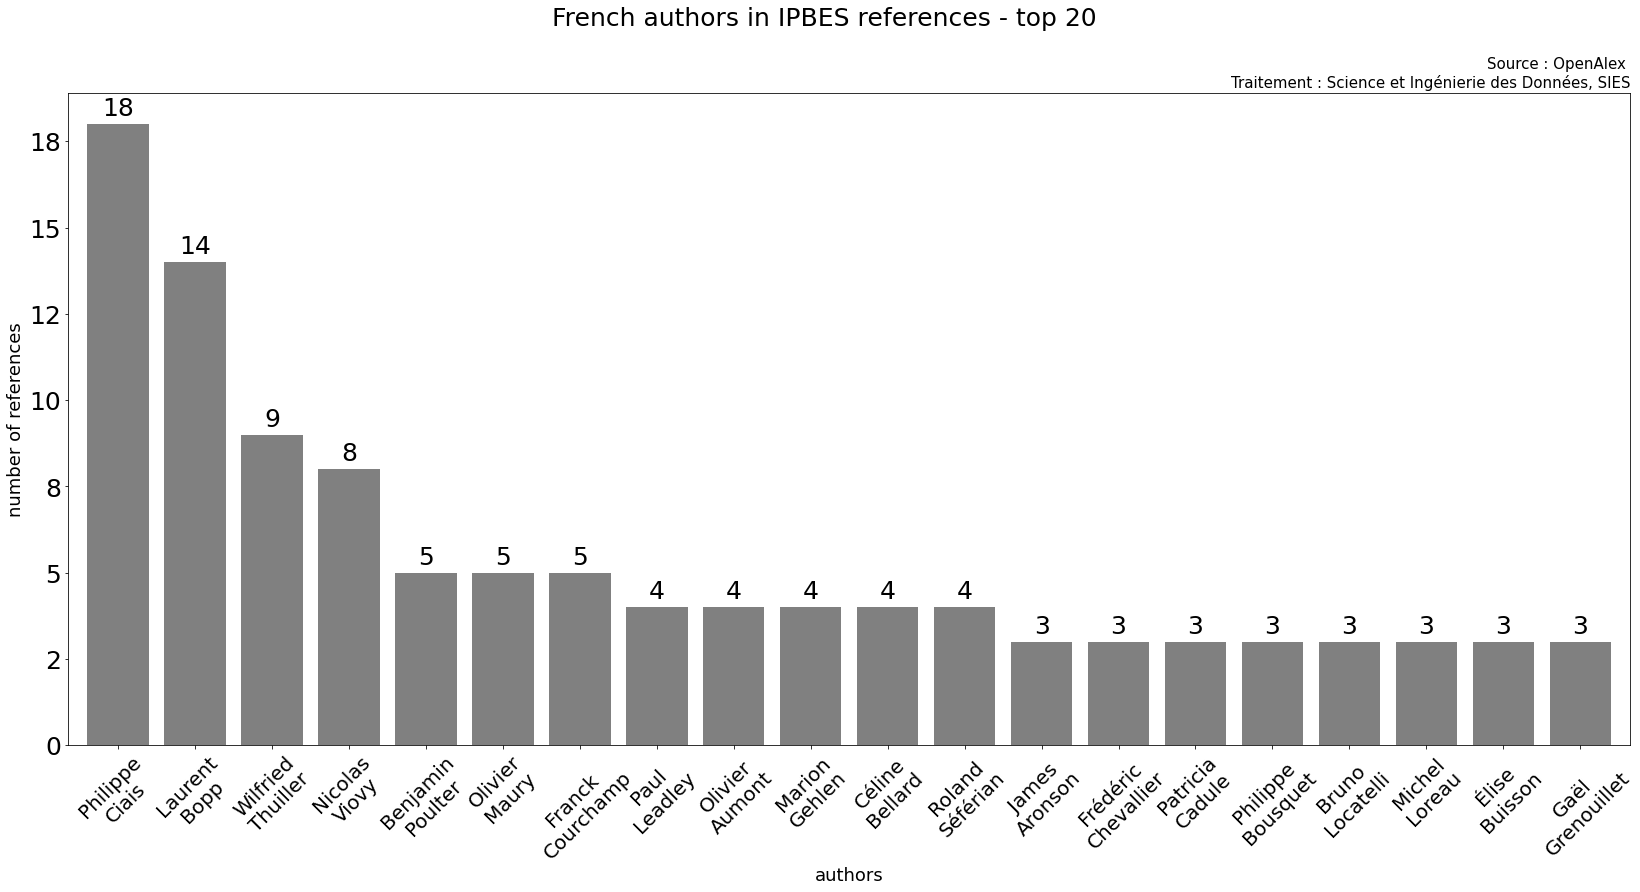 French authors in IPBES references - top 20
Source : OpenAlex
Traitement : Science et Ingénierie des Données, SIES
number of references
18
15
12
10
8
5
2
0
18
14
9
8
5
5
5
4
4
4
4
4
3
3
3
3
3
3
3
3
Philippe
Ciais
Laurent
Bopp
Wilfried
Thuiller
Nicolas
Viovy
Benjamin
Poulter
Olivier
Maury
Franck
Courchamp
Paul
Leadley
Olivier
Aumont
Marion
Gehlen
Céline
Bellard
Roland
Séférian
James
Aronson
Frédéric
Chevallier
Patricia
Cadule
Philippe
Bousquet
Bruno
Locatelli
Michel
Loreau
Élise
Buisson
Gaël
Grenouillet
authors